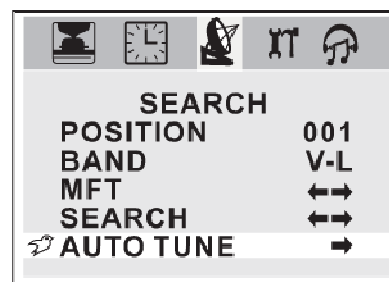 SEARCH
POSITION 001
BAND V-L
MFT ←→
SEARCH ←→
AUTO TUNE →